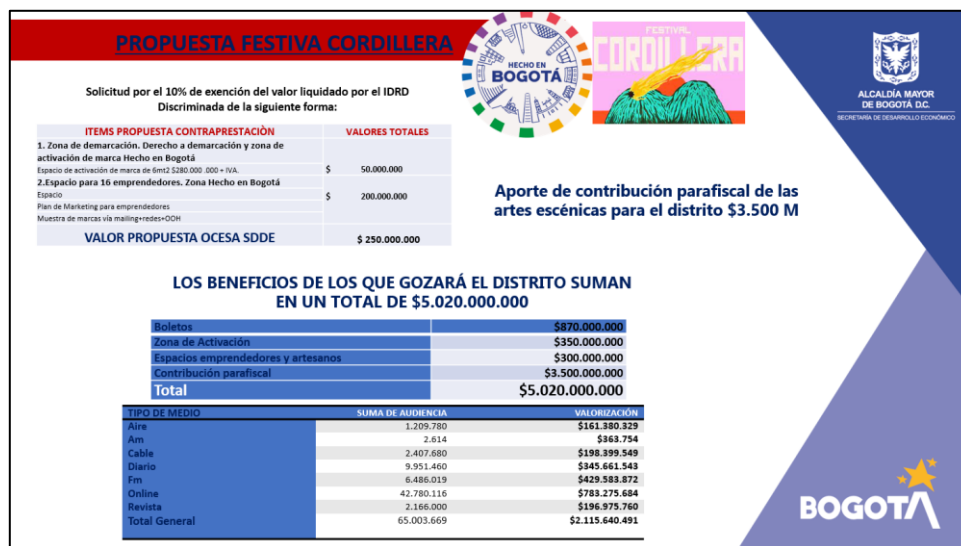 PROPUESTA FESTIVA CORDILLERA
HECHO EN
BOGOTÁ
FESTIVAL
CORDILLERA
ALCALDÍA MAYOR
DE BOGOTÁ D.C.
SECRETARÍA DE DESARROLLO ECONÓMICO
Solicitud por el 10% de exención del valor liquidado por el IDRD
Discriminada de la siguiente forma:
ITEMS PROPUESTA CONTRAPRESTACIÒN VALORES TOTALES
1. Zona de demarcación. Derecho a demarcación y zona de
activación de marca Hecho en Bogotá
Espacio de activación de marca de 6mt2 $280.000 .000 + IVA. $ 50.000.000
2.Espacio para 16 emprendedores. Zona Hecho en Bogotá
Espacio $ 200.000.000
Plan de Marketing para emprendedores
Muestra de marcas vía mailing+redes+OOH
VALOR PROPUESTA OCESA SDDE $ 250.000.000
Aporte de contribución parafiscal de las
artes escénicas para el distrito $3.500 M
LOS BENEFICIOS DE LOS QUE GOZARÁ EL DISTRITO SUMAN
EN UN TOTAL DE $5.020.000.000
Boletos $870.000.000
Zona de Activación $350.000.000
Espacios emprendedores y artesanos $300.000.000
Contribución parafiscal $3.500.000.000
Total $5.020.000.000
TIPO DE MEDIO SUMA DE AUDIENCIA VALORIZACIÓN
Aire 1.209.780 $161.380.329
Am 2.614 $363.754
Cable 2.407.680 $198.399.549
Diario 9.951.460 $345.661.543
Fm 6.486.019 $429.583.872
Online 42.780.116 $783.275.684
Revista 2.166.000 $196.975.760
Total General 65.003.669 $2.115.640.491
BOGOTÁ